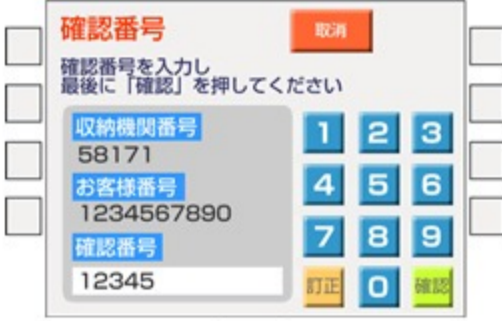 確認番号
取消
確認番号を入力し
最後に「確認」を押してください
収納機関番号
58171
お客様番号
1234567890
確認番号
12345
1 2 3
4 5 6
7 8 9
訂正 0 確認